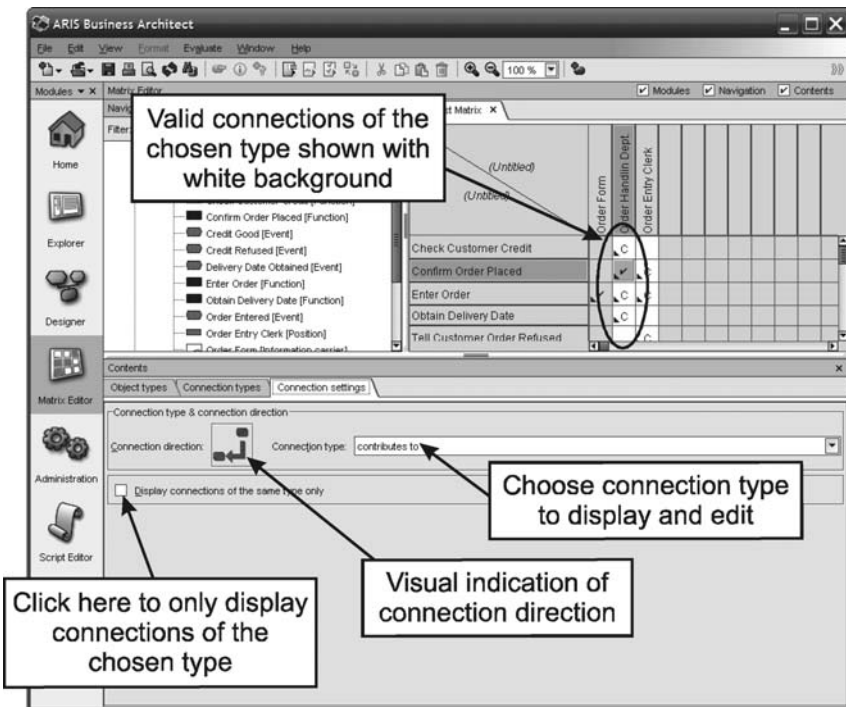 ARIS Business Architect
File Edit View Format Evaluate Window Help
100 %
Modules
Matrix Editor
Modules Navigation Contents
Navig
Filter:
t Matrix
Valid connections of the
chosen type shown with
white background
Home
Explorer
Designer
Matrix Editor
Administration
Script Editor
Confirm Order Placed [Function]
Credit Good [Event]
Credit Refused [Event]
Delivery Date Obtained [Event]
Enter Order [Function]
Obtain Delivery Date [Function]
Order Entered [Event]
Order Entry Clerk [Position]
Order Form [Information carrier]
(Untitled)
(Untitled)
Order Form
Order Handlin Dept.
Order Entry Clerk
Check Customer Credit C
Confirm Order Placed C
Enter Order C C
Obtain Delivery Date C
Tell Customer Order Refused C
Contents
Object types Connection types Connection settings
Connection type & connection direction
Connection direction: Connection type: contributes to
Display connections of the same type only
Choose connection type
to display and edit
Visual indication of
connection direction
Click here to only display
connections of the
chosen type